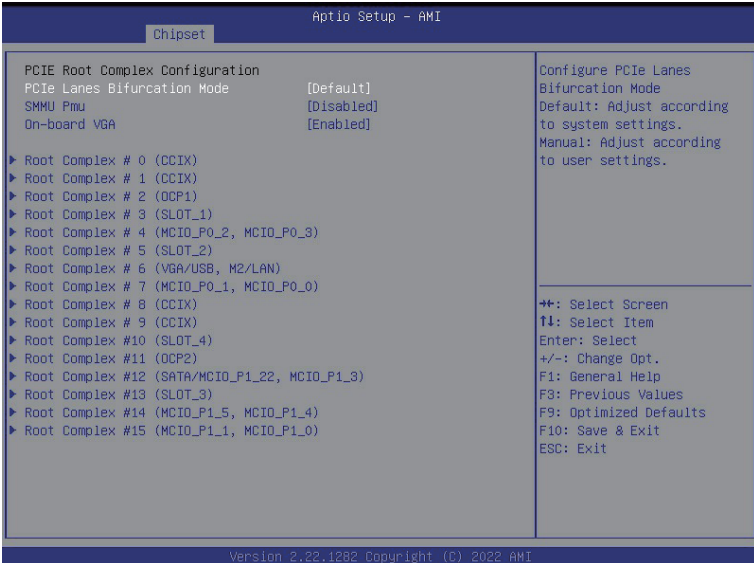 Aptio Setup – AMI
Chipset
PCIE Root Complex Configuration
PCIe Lanes Bifurcation Mode [Default]
SMMU Pmu [Disabled]
On-board VGA [Enabled]
Root Complex # 0 (CCIX)
Root Complex # 1 (CCIX)
Root Complex # 2 (OCP1)
Root Complex # 3 (SLOT_1)
Root Complex # 4 (MCIO_P0_2, MCIO_P0_3)
Root Complex # 5 (SLOT_2)
Root Complex # 6 (VGA/USB, M2/LAN)
Root Complex # 7 (MCIO_P0_1, MCIO_P0_0)
Root Complex # 8 (CCIX)
Root Complex # 9 (CCIX)
Root Complex #10 (SLOT_4)
Root Complex #11 (OCP2)
Root Complex #12 (SATA/MCIO_P1_22, MCIO_P1_3)
Root Complex #13 (SLOT_3)
Root Complex #14 (MCIO_P1_5, MCIO_P1_4)
Root Complex #15 (MCIO_P1_1, MCIO_P1_0)
Configure PCIe Lanes
Bifurcation Mode
Default: Adjust according
to system settings.
Manual: Adjust according
to user settings.
→←: Select Screen
↑↓: Select Item
Enter: Select
+/-: Change Opt.
F1: General Help
F3: Previous Values
F9: Optimized Defaults
F10: Save & Exit
ESC: Exit
Version 2.22.1282 Copyright (C) 2022 AMI